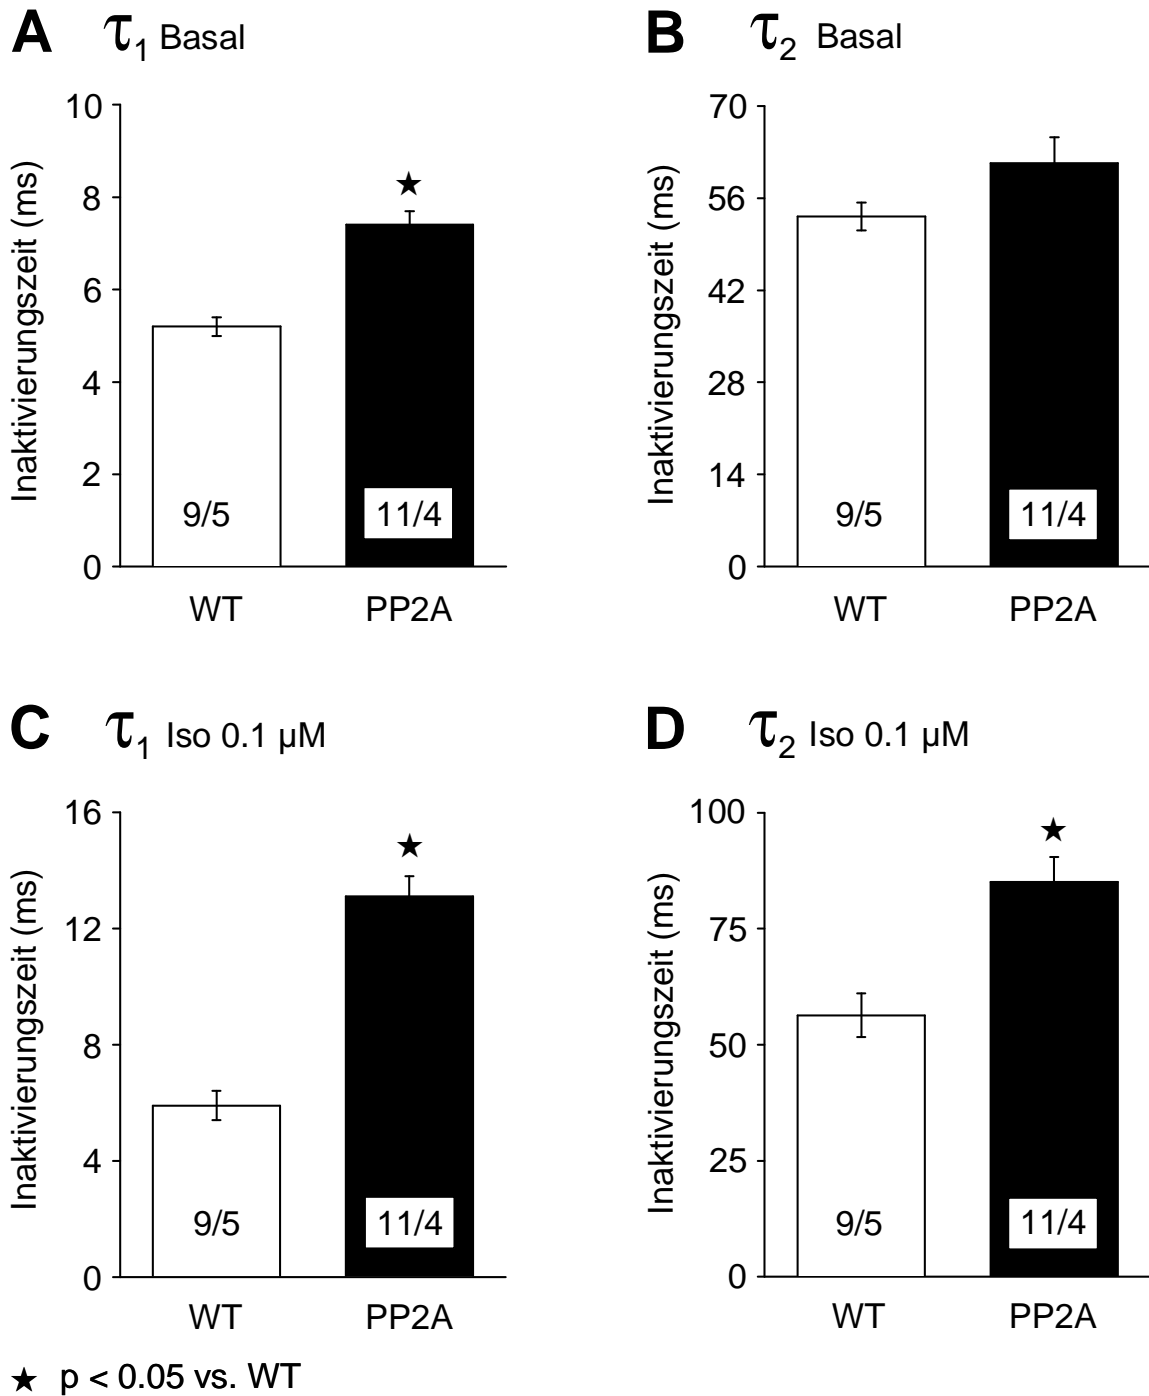 A τ1 Basal
Inaktivierungszeit (ms)
10
8
6
4
2
0
★
9/5
11/4
WT
PP2A
B τ2 Basal
Inaktivierungszeit (ms)
70
56
42
28
14
0
9/5
11/4
WT
PP2A
C τ1 Iso 0.1 µM
Inaktivierungszeit (ms)
16
12
8
4
0
★
9/5
11/4
WT
PP2A
D τ2 Iso 0.1 µM
Inaktivierungszeit (ms)
100
75
50
25
0
★
9/5
11/4
WT
PP2A
★ p < 0.05 vs. WT